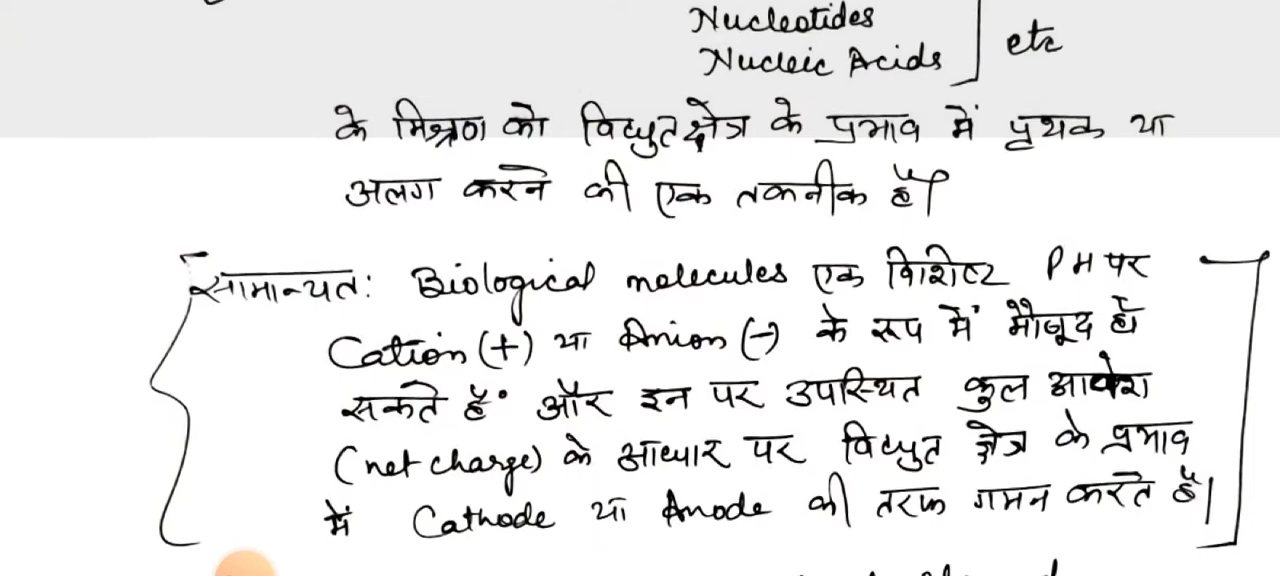 Nucleotides
Nucleic Acids ] etc
के मिश्रण को विद्युत क्षेत्र के प्रभाव में पृथक या
अलग करने की एक तकनीक है।
सामान्यत: Biological molecules एक विशिष्ट PH पर
Cation (+) या Anion (-) के रूप में मौजूद हो
सकते हैं और इन पर उपस्थित कुल आवेश
(net charge) के आधार पर विद्युत क्षेत्र के प्रभाव
में Cathode या Anode की तरफ गमन करते हैं।